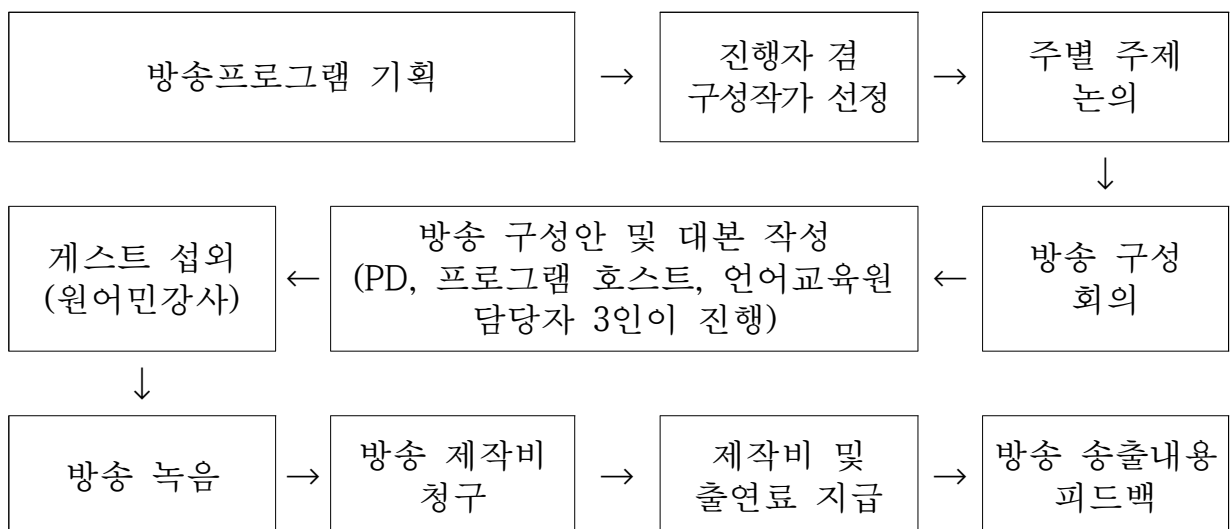 방송프로그램 기획
→
진행자 겸
구성작가 선정
→
주별 주제
논의
↓
방송 구성
회의
←
방송 구성안 및 대본 작성
(PD, 프로그램 호스트, 언어교육원
담당자 3인이 진행)
←
게스트 섭외
(원어민강사)
↓
방송 녹음
→
방송 제작비
청구
→
제작비 및
출연료 지급
→
방송 송출내용
피드백